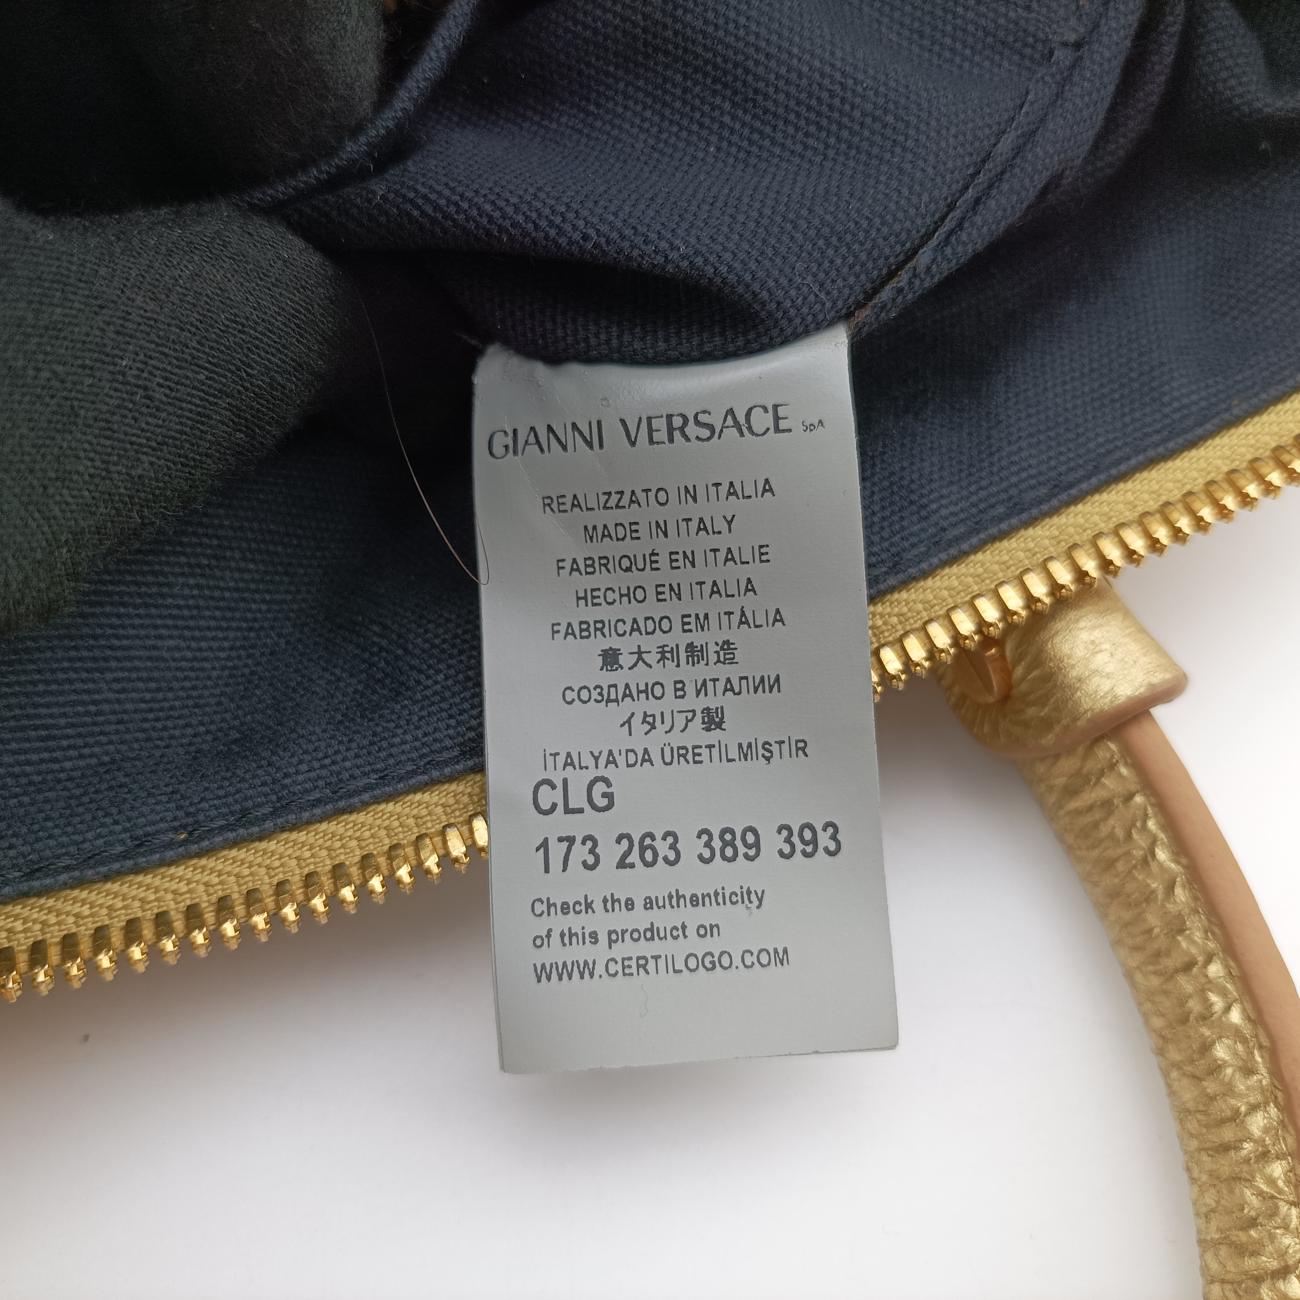 GIANNI VERSACE SpA
REALIZZATO IN ITALIA
MADE IN ITALY
FABRIQUÉ EN ITALIE
HECHO EN ITALIA
FABRICADO EM ITÁLIA
意大利制造
СОЗДАНО В ИТАЛИИ
イタリア製
İTALYA'DA ÜRETİLMİŞTİR
CLG
173 263 389 393
Check the authenticity
of this product on
WWW.CERTILOGO.COM